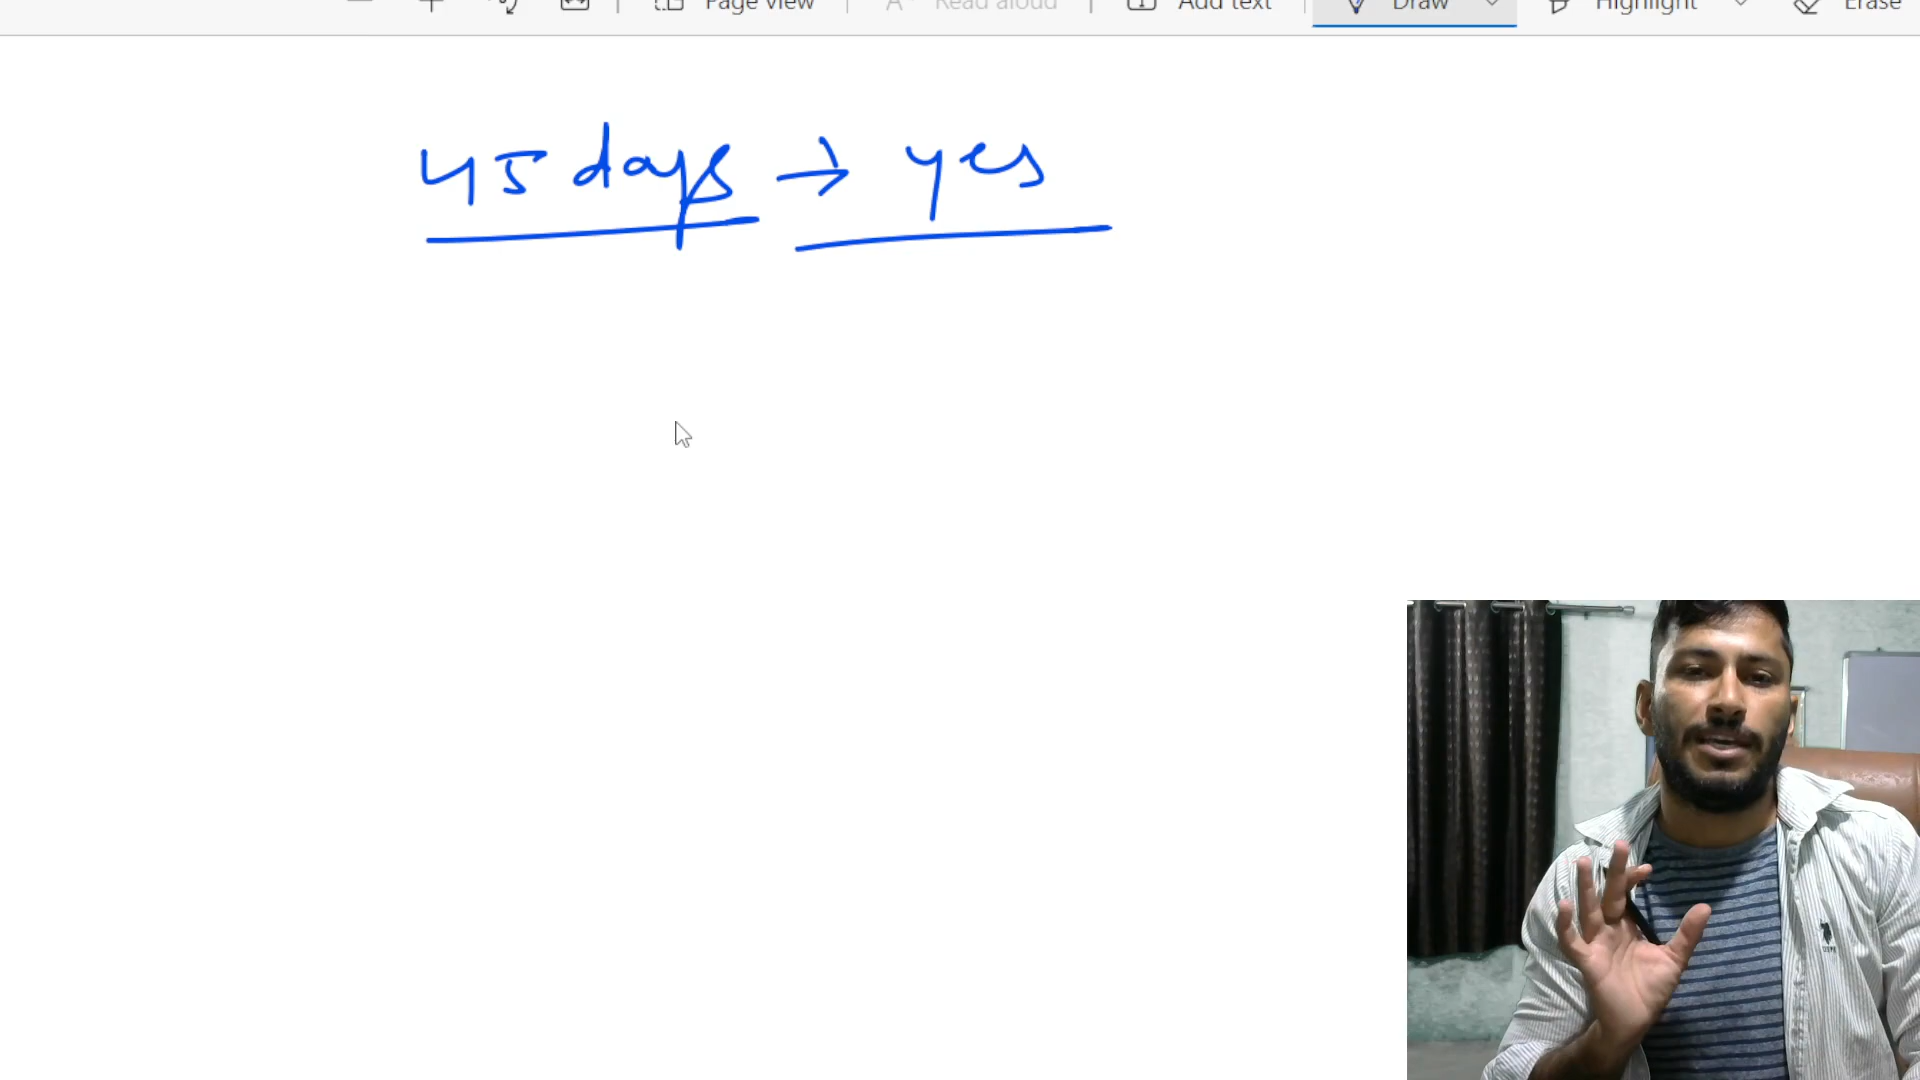 Page view Read aloud Add text Draw Highlight Erase
45 days → yes